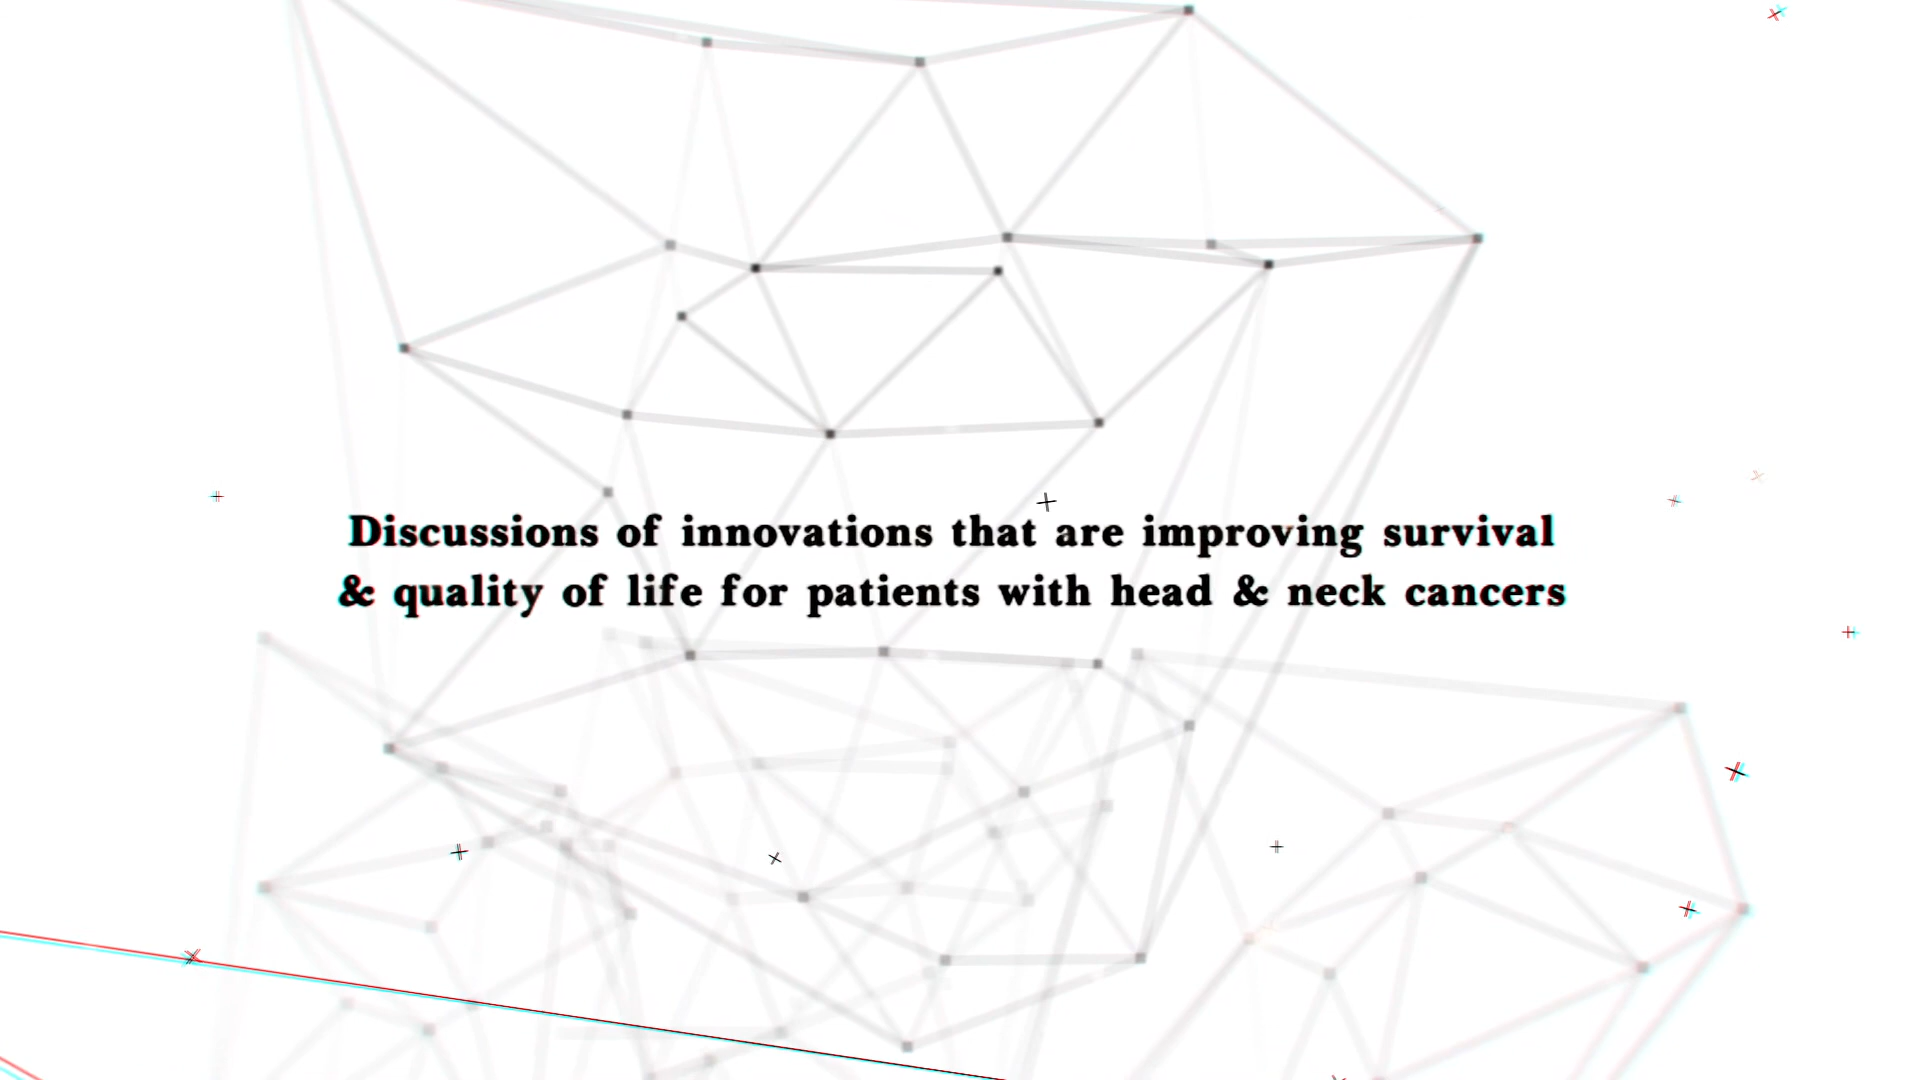 Discussions of innovations that are improving survival
& quality of life for patients with head & neck cancers